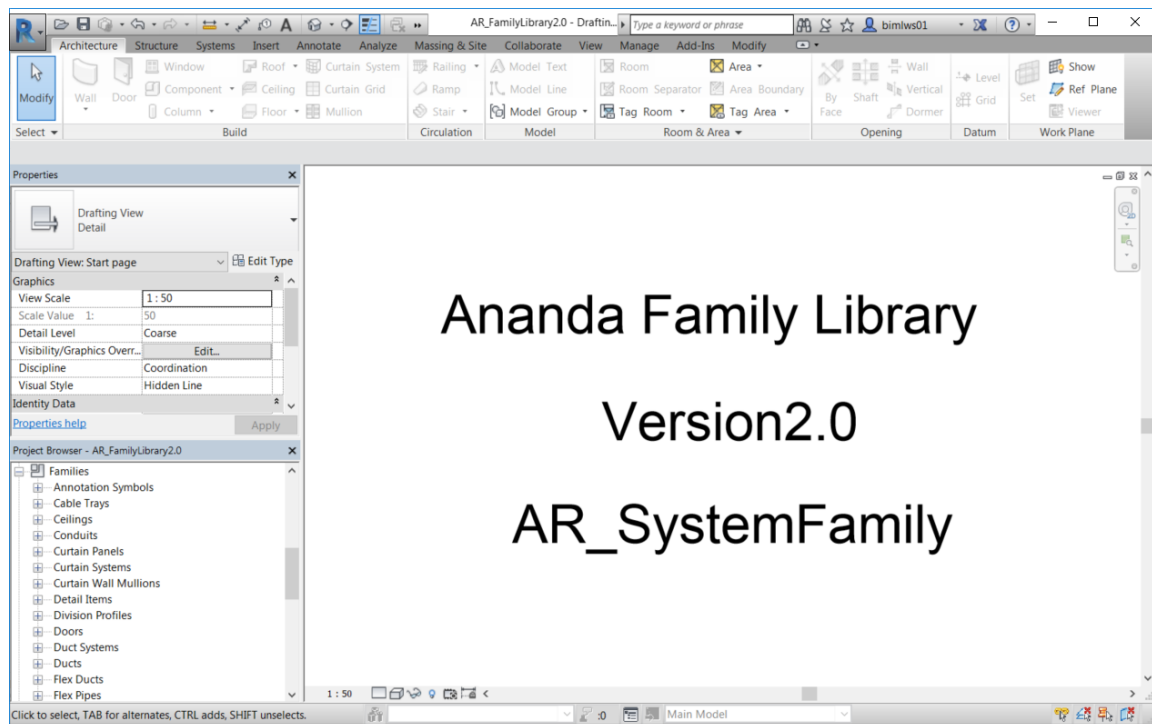 AR_FamilyLibrary2.0 - Draftin...
Type a keyword or phrase
bimlws01
Architecture Structure Systems Insert Annotate Analyze Massing & Site Collaborate View Manage Add-Ins Modify
Modify
Wall
Door
Window
Component
Column
Roof
Ceiling
Floor
Curtain System
Curtain Grid
Mullion
Railing
Ramp
Stair
Model Text
Model Line
Model Group
Room
Room Separator
Tag Room
Area
Area Boundary
Tag Area
By Face
Shaft
Wall
Vertical
Dormer
Level
Grid
Set
Show
Ref Plane
Viewer
Select Build Circulation Model Room & Area Opening Datum Work Plane
Properties
Drafting View
Detail
Drafting View: Start page Edit Type
Graphics
View Scale 1 : 50
Scale Value 1: 50
Detail Level Coarse
Visibility/Graphics Overr... Edit...
Discipline Coordination
Visual Style Hidden Line
Identity Data
Properties help Apply
Project Browser - AR_FamilyLibrary2.0
Families
Annotation Symbols
Cable Trays
Ceilings
Conduits
Curtain Panels
Curtain Systems
Curtain Wall Mullions
Detail Items
Division Profiles
Doors
Duct Systems
Ducts
Flex Ducts
Flex Pipes
Ananda Family Library
Version2.0
AR_SystemFamily
1 : 50
Click to select, TAB for alternates, CTRL adds, SHIFT unselects.
:0
Main Model